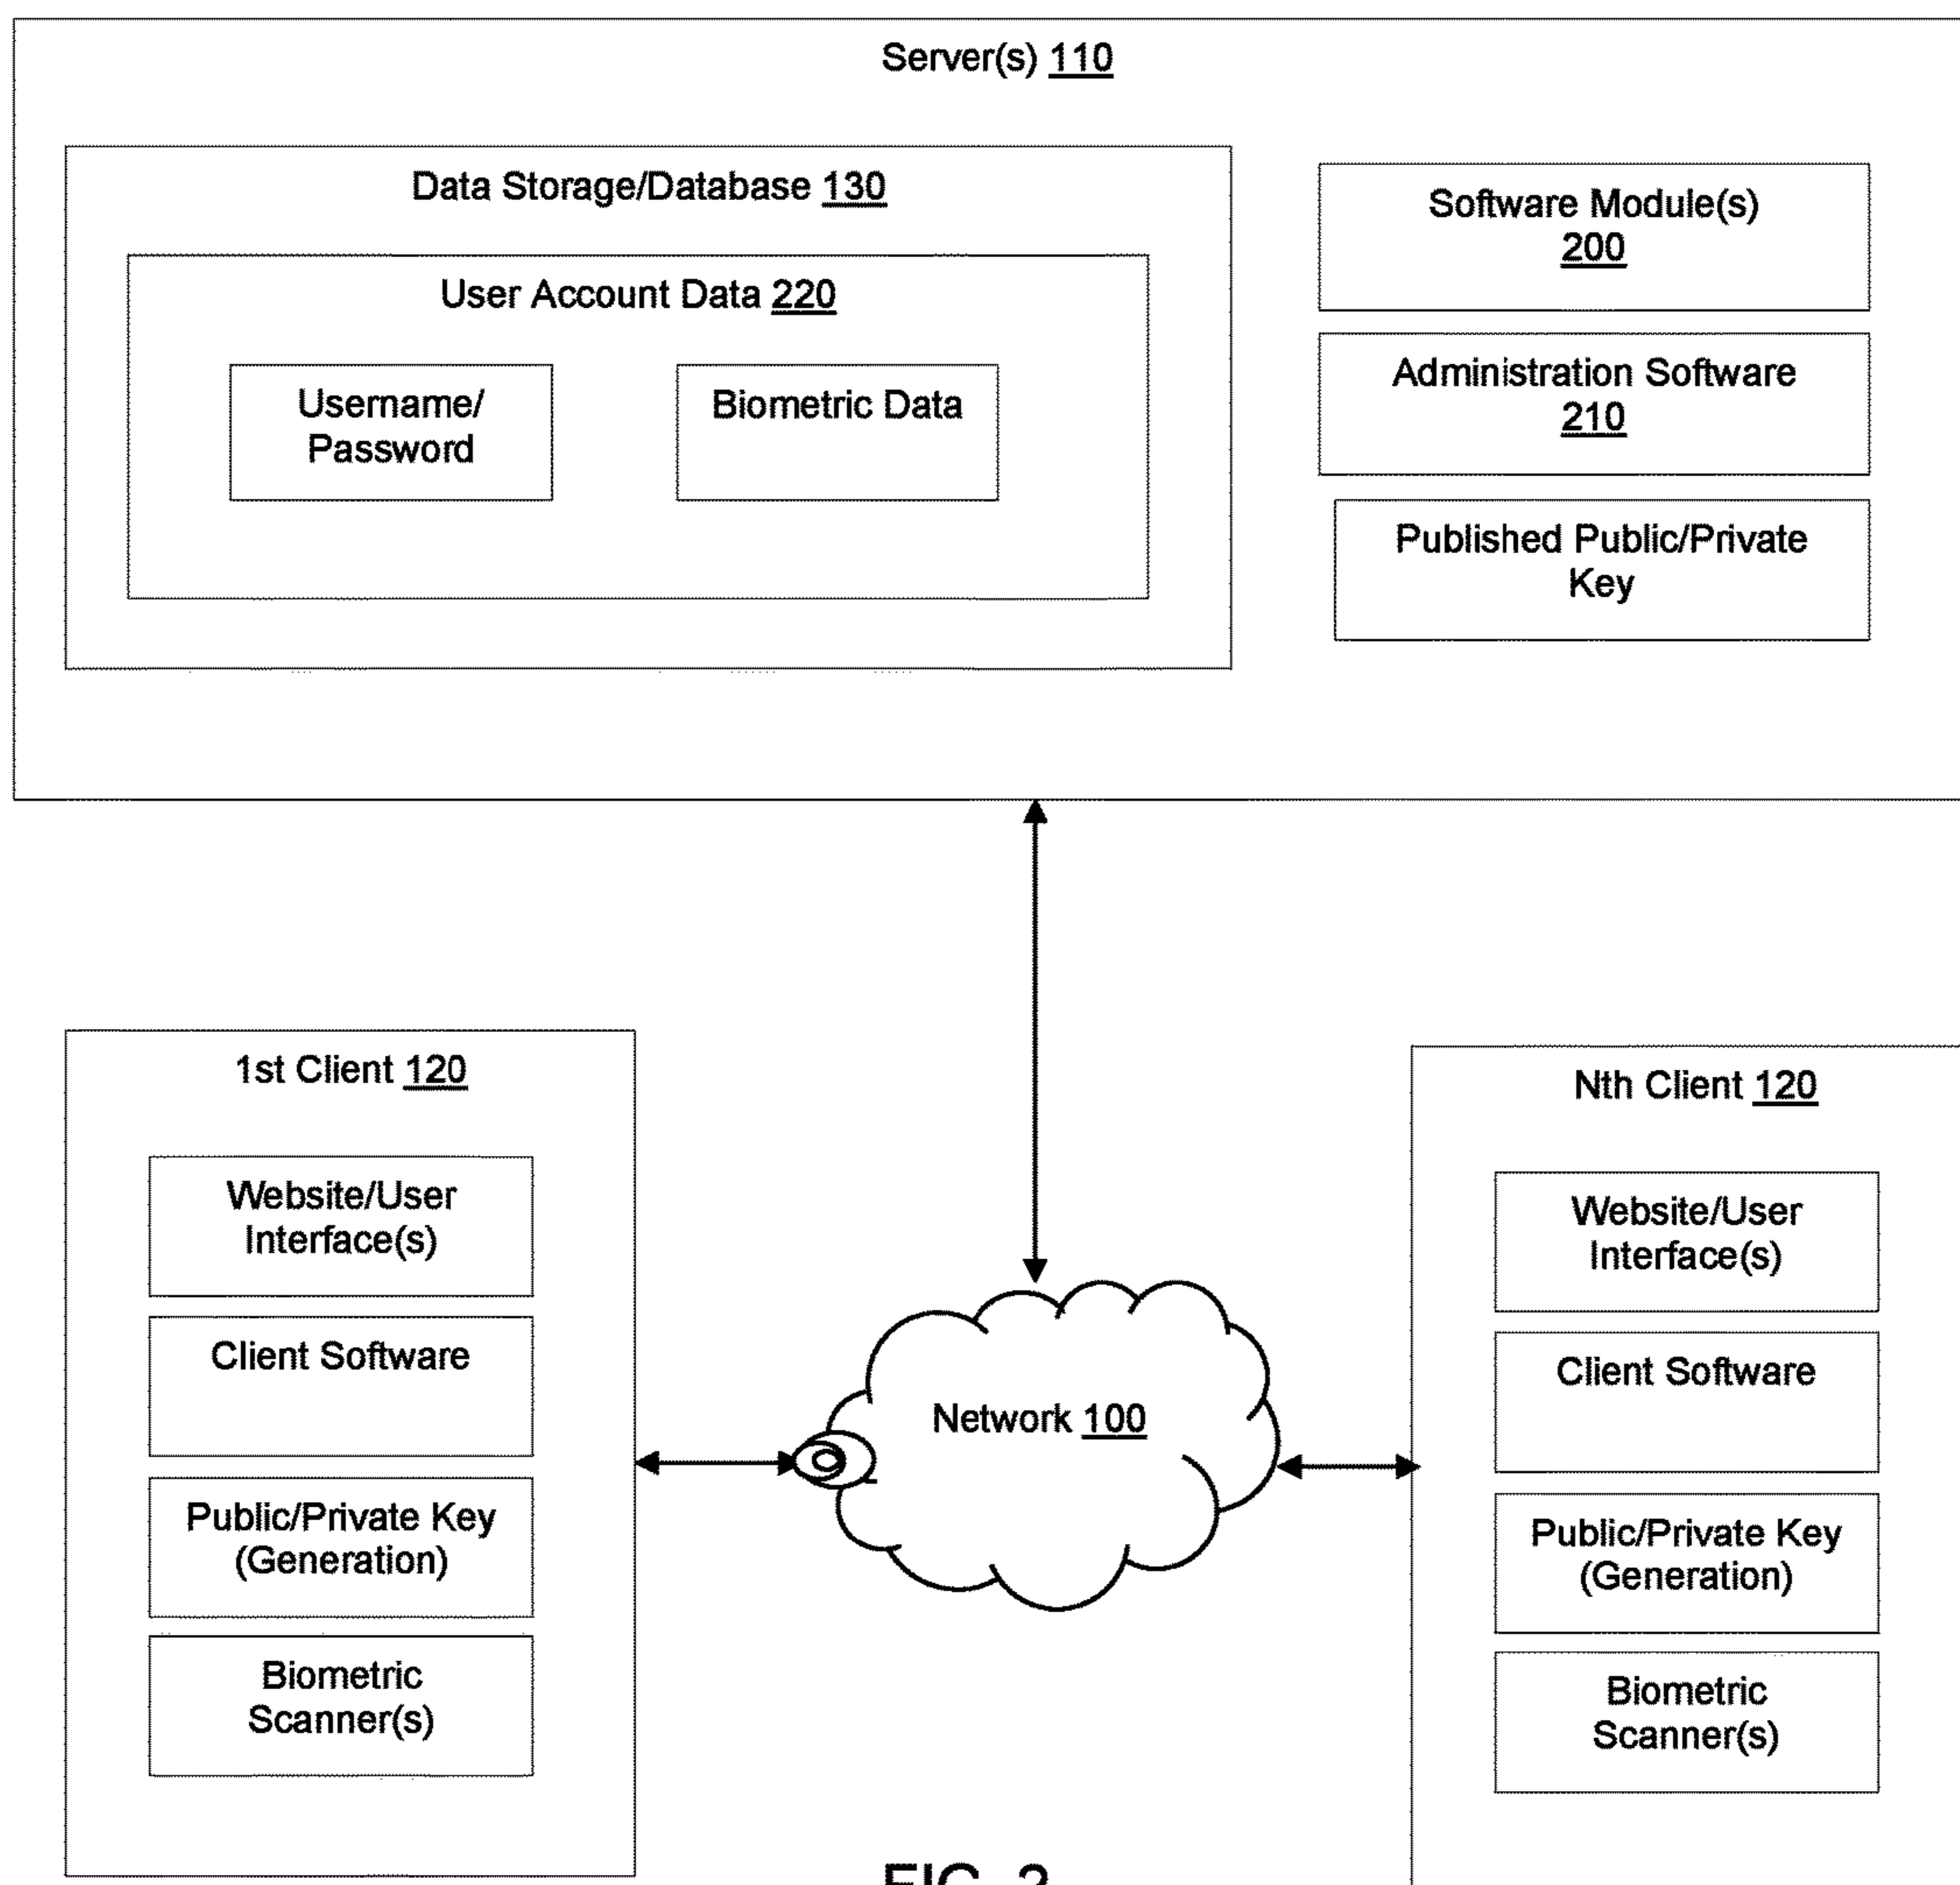 Server(s) 110
Data Storage/Database 130
User Account Data 220
Username/
Password
Biometric Data
Software Module(s)
200
Administration Software
210
Published Public/Private
Key
1st Client 120
Website/User
Interface(s)
Client Software
Public/Private Key
(Generation)
Biometric
Scanner(s)
Network 100
Nth Client 120
Website/User
Interface(s)
Client Software
Public/Private Key
(Generation)
Biometric
Scanner(s)
FIG. 2